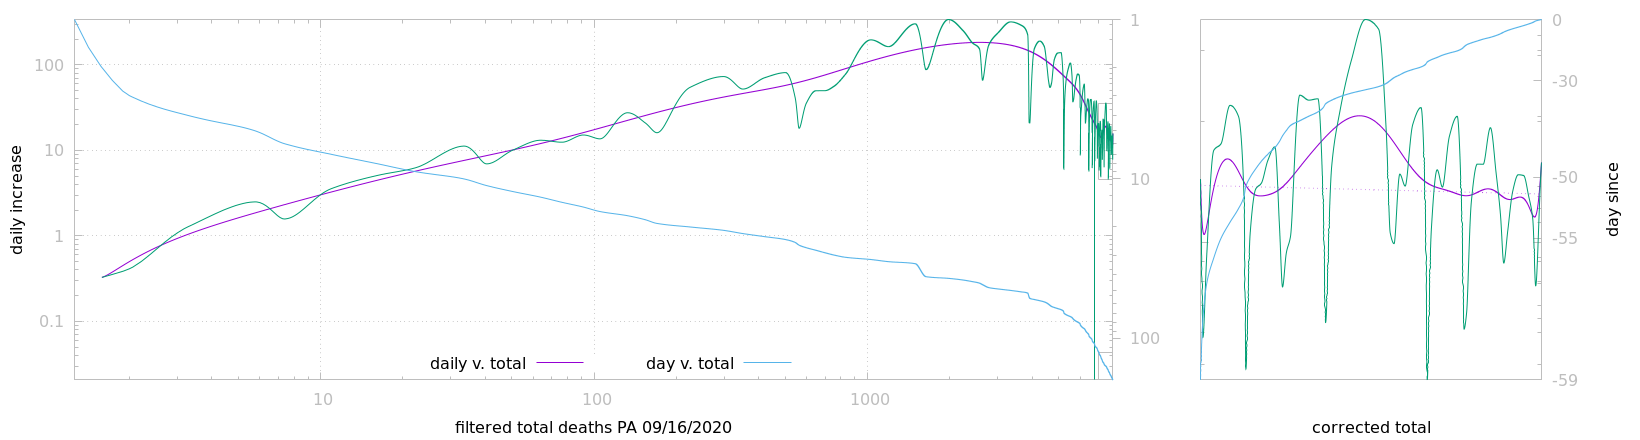 daily increase
100
10
1
0.1
daily v. total
day v. total
10
100
1000
filtered total deaths PA 09/16/2020
1
10
100
0
-30
-50
-55
-59
day since
corrected total